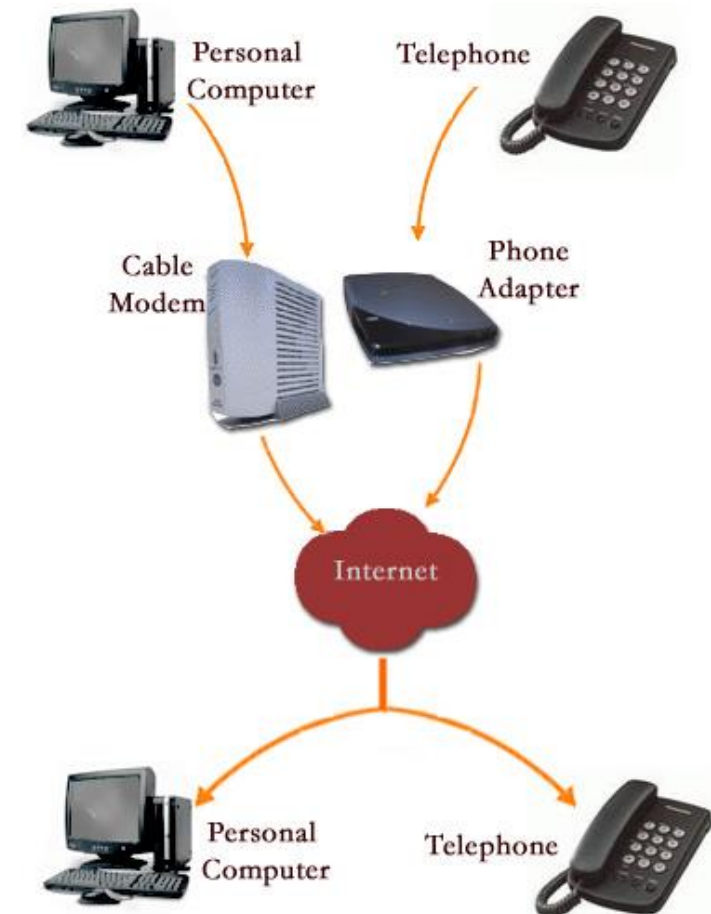 Personal
Computer
Telephone
Cable
Modem
Phone
Adapter
Internet
Personal
Computer
Telephone